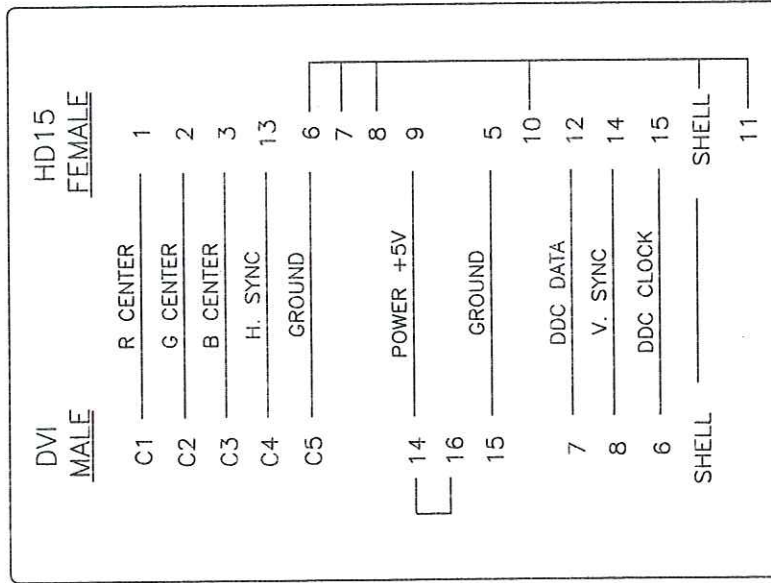 DVI HD15
MALE FEMALE
C1 R CENTER 1
C2 G CENTER 2
C3 B CENTER 3
C4 H. SYNC 13
C5 GROUND 6
7
8
14 POWER +5V 9
16
15 GROUND 5
10
7 DDC DATA 12
8 V. SYNC 14
6 DDC CLOCK 15
SHELL SHELL
11